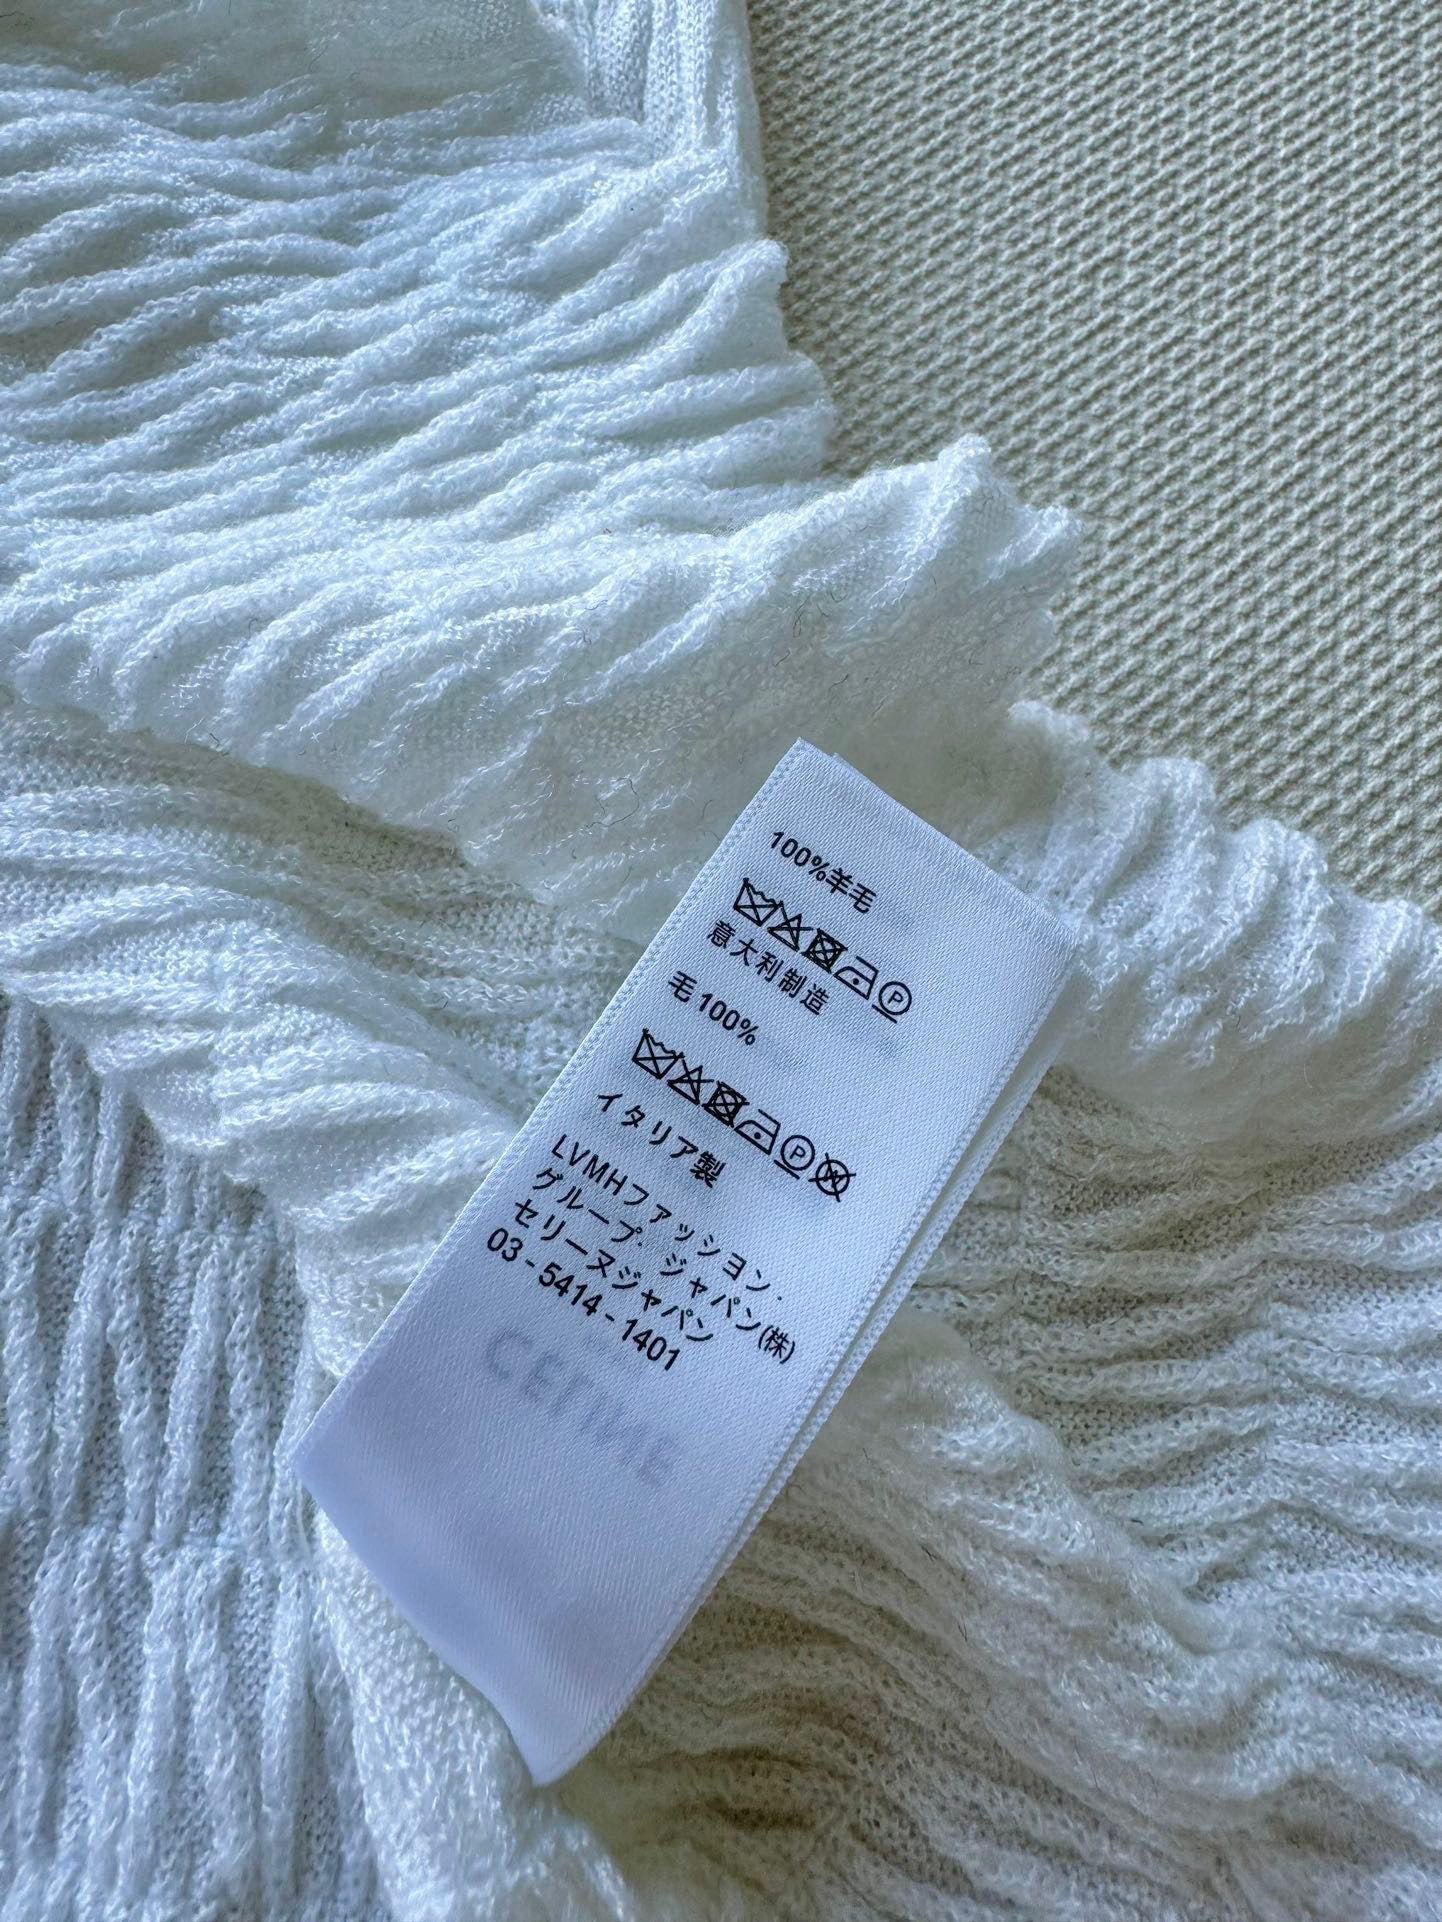 100%羊毛
P
意大利制造
毛 100%
P W
イタリア製
LVMHファッション・
グループ・ジャパン(株)
セリーヌジャパン
03-5414-1401
CELINE